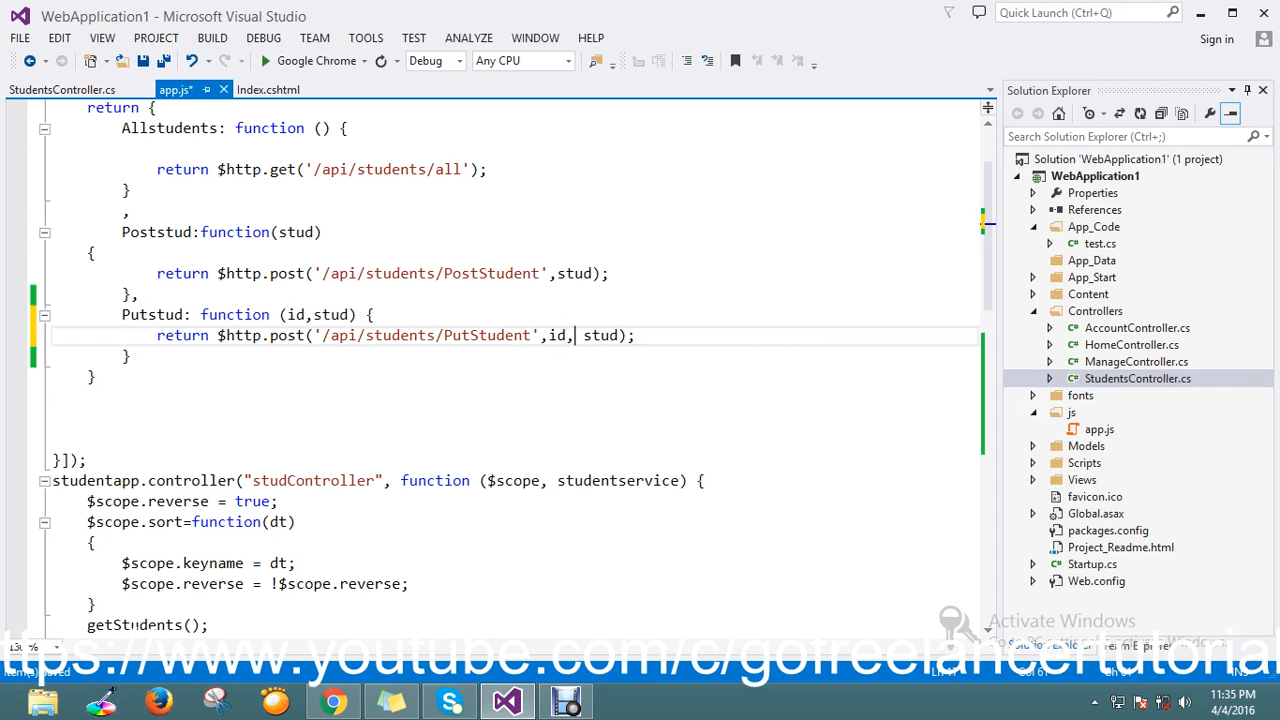 WebApplication1 - Microsoft Visual Studio
Quick Launch (Ctrl+Q)
FILE EDIT VIEW PROJECT BUILD DEBUG TEAM TOOLS TEST ANALYZE WINDOW HELP
Sign in
Google Chrome Debug Any CPU
StudentsController.cs app.js* Index.cshtml
return {
Allstudents: function () {
return $http.get('/api/students/all');
}
,
Poststud:function(stud)
{
return $http.post('/api/students/PostStudent',stud);
},
Putstud: function (id,stud) {
return $http.post('/api/students/PutStudent',id, stud);
}
}
}]);
studentapp.controller("studController", function ($scope, studentservice) {
$scope.reverse = true;
$scope.sort=function(dt)
{
$scope.keyname = dt;
$scope.reverse = !$scope.reverse;
}
getStudents();
Solution Explorer
Search Solution Explorer (Ctrl+;)
Solution 'WebApplication1' (1 project)
WebApplication1
Properties
References
App_Code
test.cs
App_Data
App_Start
Content
Controllers
AccountController.cs
HomeController.cs
ManageController.cs
StudentsController.cs
fonts
js
app.js
Models
Scripts
Views
favicon.ico
Global.asax
packages.config
Project_Readme.html
Startup.cs
Web.config
Activate Windows
130 %
ttps://www.youtube.com/c/gofreelancertutorial
11:35 PM
4/4/2016